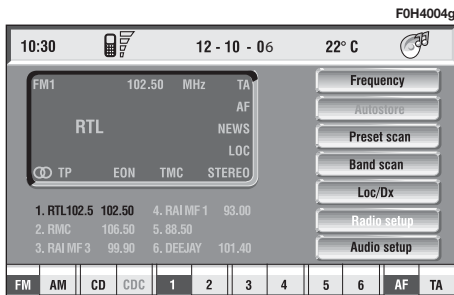 F0H4004g
10:30 12 - 10 - 06 22° C
FM1 102.50 MHz TA
AF
RTL
NEWS
LOC
TP EON TMC STEREO
1. RTL102.5 102.50 4. RAI MF 1 93.00
2. RMC 106.50 5. 88.50
3. RAI MF 3 99.90 6. DEEJAY 101.40
Frequency
Autostore
Preset scan
Band scan
Loc/Dx
Radio setup
Audio setup
FM AM CD CDC 1 2 3 4 5 6 AF TA